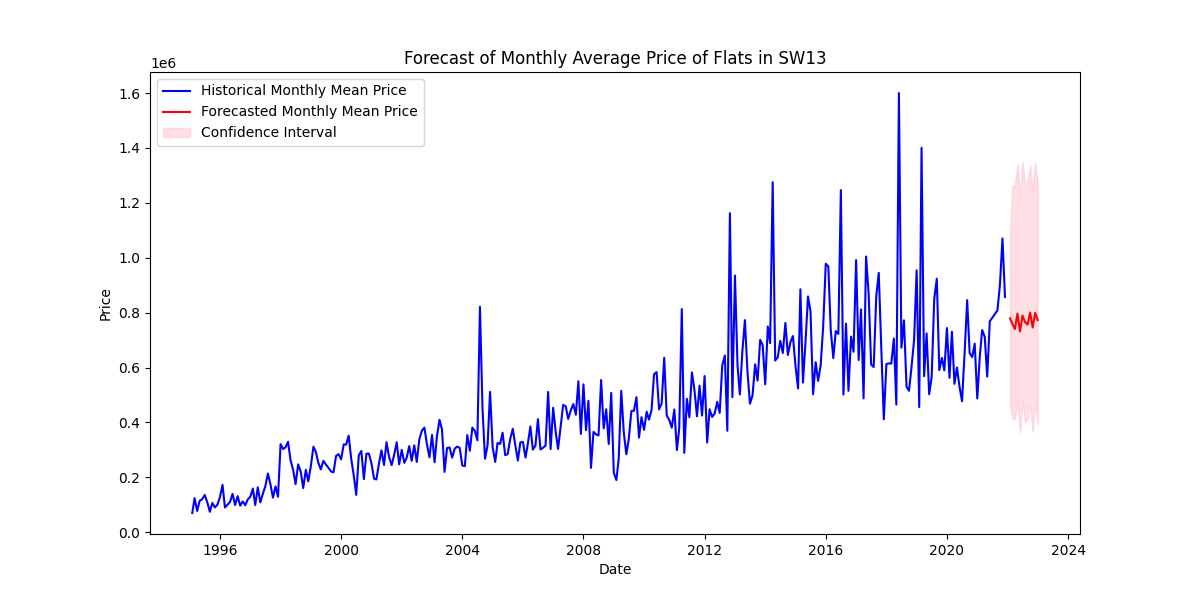 Forecast of Monthly Average Price of Flats in SW13
1e6
Historical Monthly Mean Price
Forecasted Monthly Mean Price
Confidence Interval
1.6
1.4
1.2
1.0
0.8
0.6
0.4
0.2
0.0
Price
1996 2000 2004 2008 2012 2016 2020 2024
Date